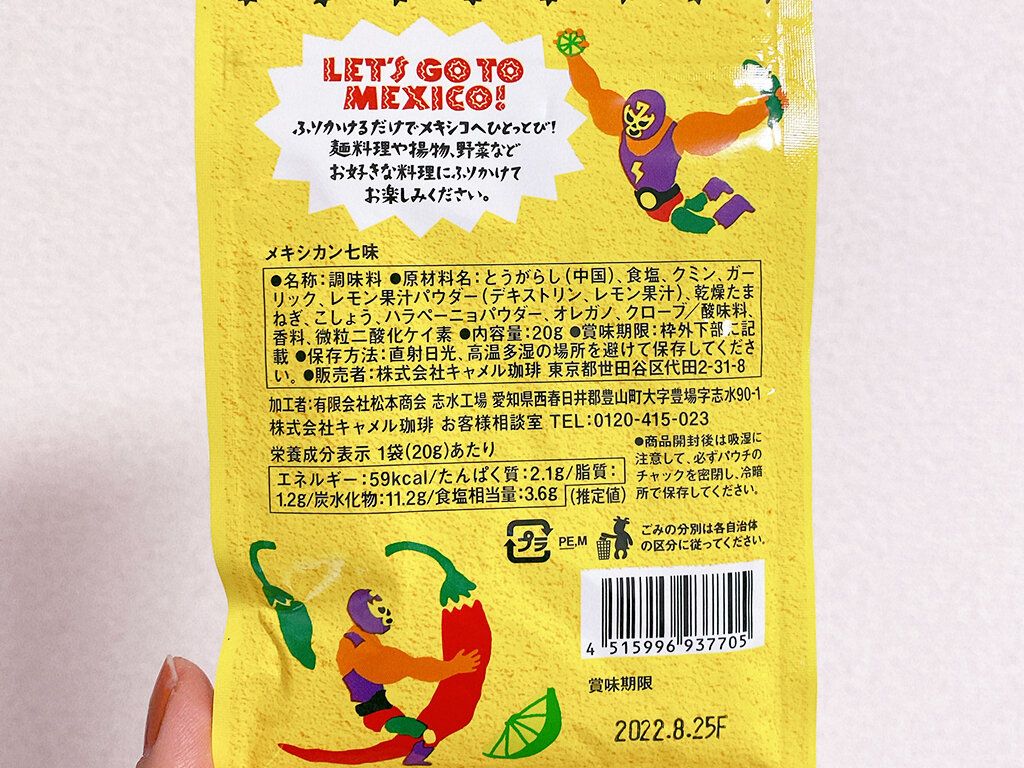 LET'S GO TO
MEXICO!
ふりかけるだけでメキシコへひとっとび!
麺料理や揚物、野菜など
お好きな料理にふりかけて
お楽しみください。
メキシカン七味
●名称:調味料 ●原材料名:とうがらし(中国)、食塩、クミン、ガー
リック、レモン果汁パウダー(デキストリン、レモン果汁)、乾燥たま
ねぎ、こしょう、ハラペーニョパウダー、オレガノ、クローブ/酸味料、
香料、微粒二酸化ケイ素 ●内容量:20g ●賞味期限:枠外下部に記
載 ●保存方法:直射日光、高温多湿の場所を避けて保存してくださ
い。●販売者:株式会社キャメル珈琲 東京都世田谷区代田2-31-8
加工者:有限会社松本商会 志水工場 愛知県西春日井郡豊山町大字豊場字志水90-1
株式会社キャメル珈琲 お客様相談室 TEL:0120-415-023
栄養成分表示 1袋(20g)あたり
エネルギー:59kcal/たんぱく質:2.1g/脂質:
1.2g/炭水化物:11.2g/食塩相当量:3.6g (推定値)
●商品開封後は吸湿に
注意して、必ずパウチの
チャックを密閉し、冷暗
所で保存してください。
プラ PE,M
ごみの分別は各自治体
の区分に従ってください。
4 515996 937705
賞味期限
2022.8.25F